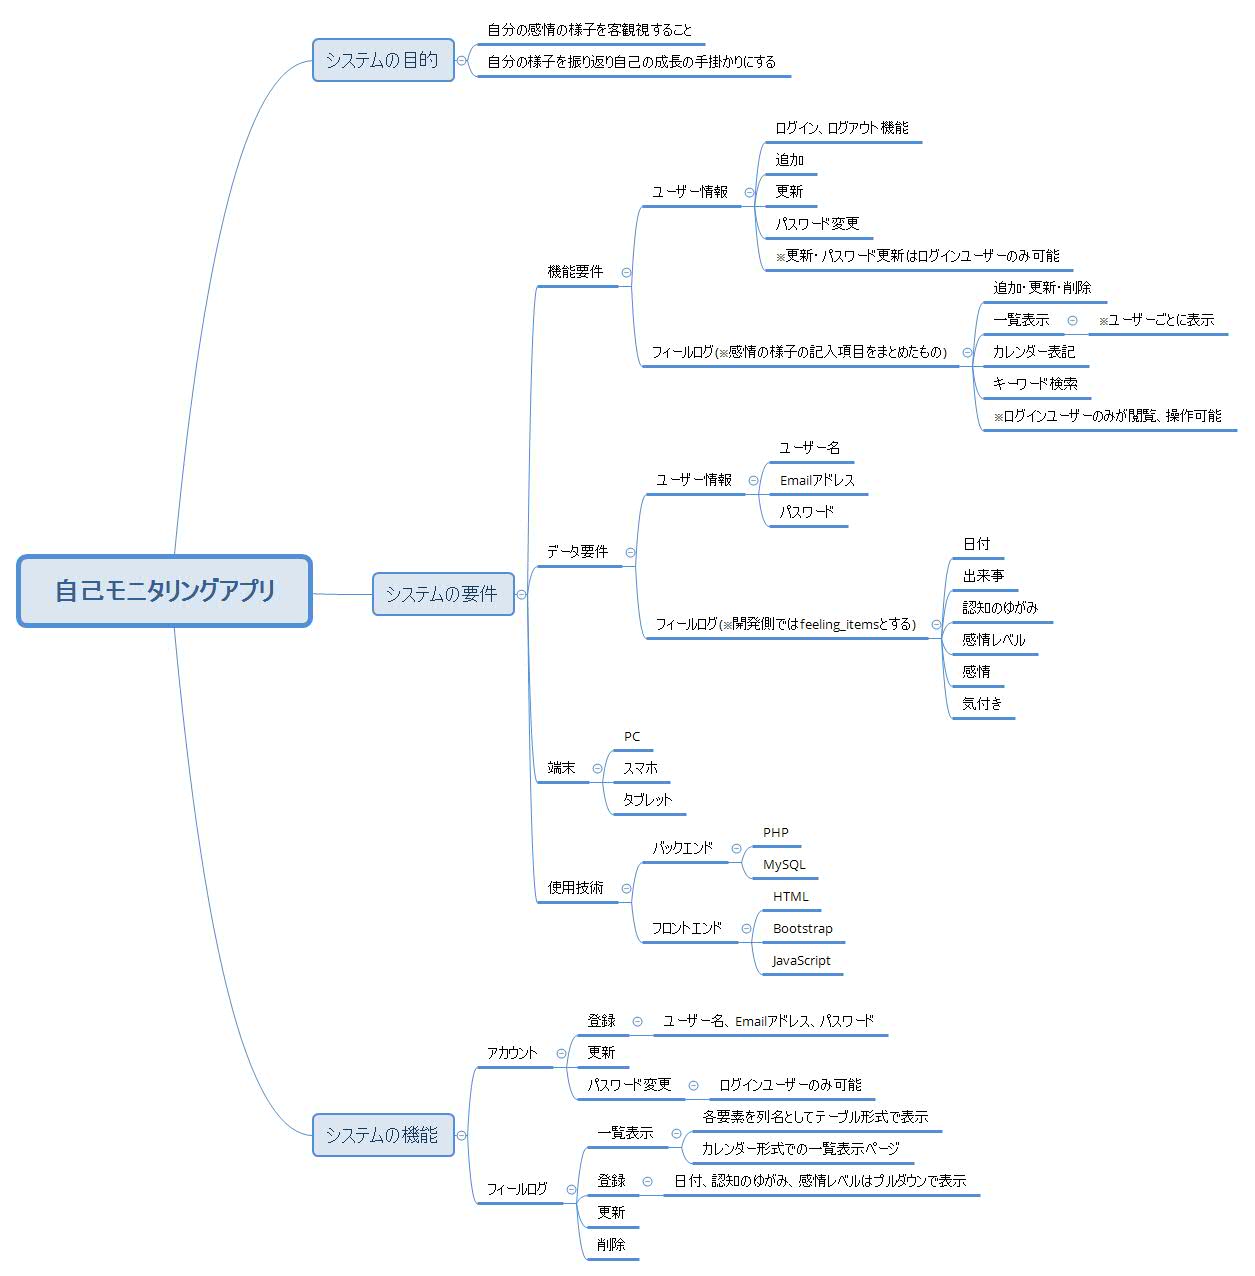 自己モニタリングアプリ
システムの目的
自分の感情の様子を客観視すること
自分の様子を振り返り自己の成長の手掛かりにする
システムの要件
機能要件
ユーザー情報
ログイン、ログアウト機能
追加
更新
パスワード変更
※更新・パスワード更新はログインユーザーのみ可能
フィールログ(※感情の様子の記入項目をまとめたもの)
追加・更新・削除
一覧表示
※ユーザーごとに表示
カレンダー表記
キーワード検索
※ログインユーザーのみが閲覧、操作可能
データ要件
ユーザー情報
ユーザー名
Emailアドレス
パスワード
フィールログ(※開発側ではfeeling_itemsとする)
日付
出来事
認知のゆがみ
感情レベル
感情
気付き
端末
PC
スマホ
タブレット
使用技術
バックエンド
PHP
MySQL
フロントエンド
HTML
Bootstrap
JavaScript
システムの機能
アカウント
登録
ユーザー名、Emailアドレス、パスワード
更新
パスワード変更
ログインユーザーのみ可能
フィールログ
一覧表示
各要素を列名としてテーブル形式で表示
カレンダー形式での一覧表示ページ
登録
日付、認知のゆがみ、感情レベルはプルダウンで表示
更新
削除